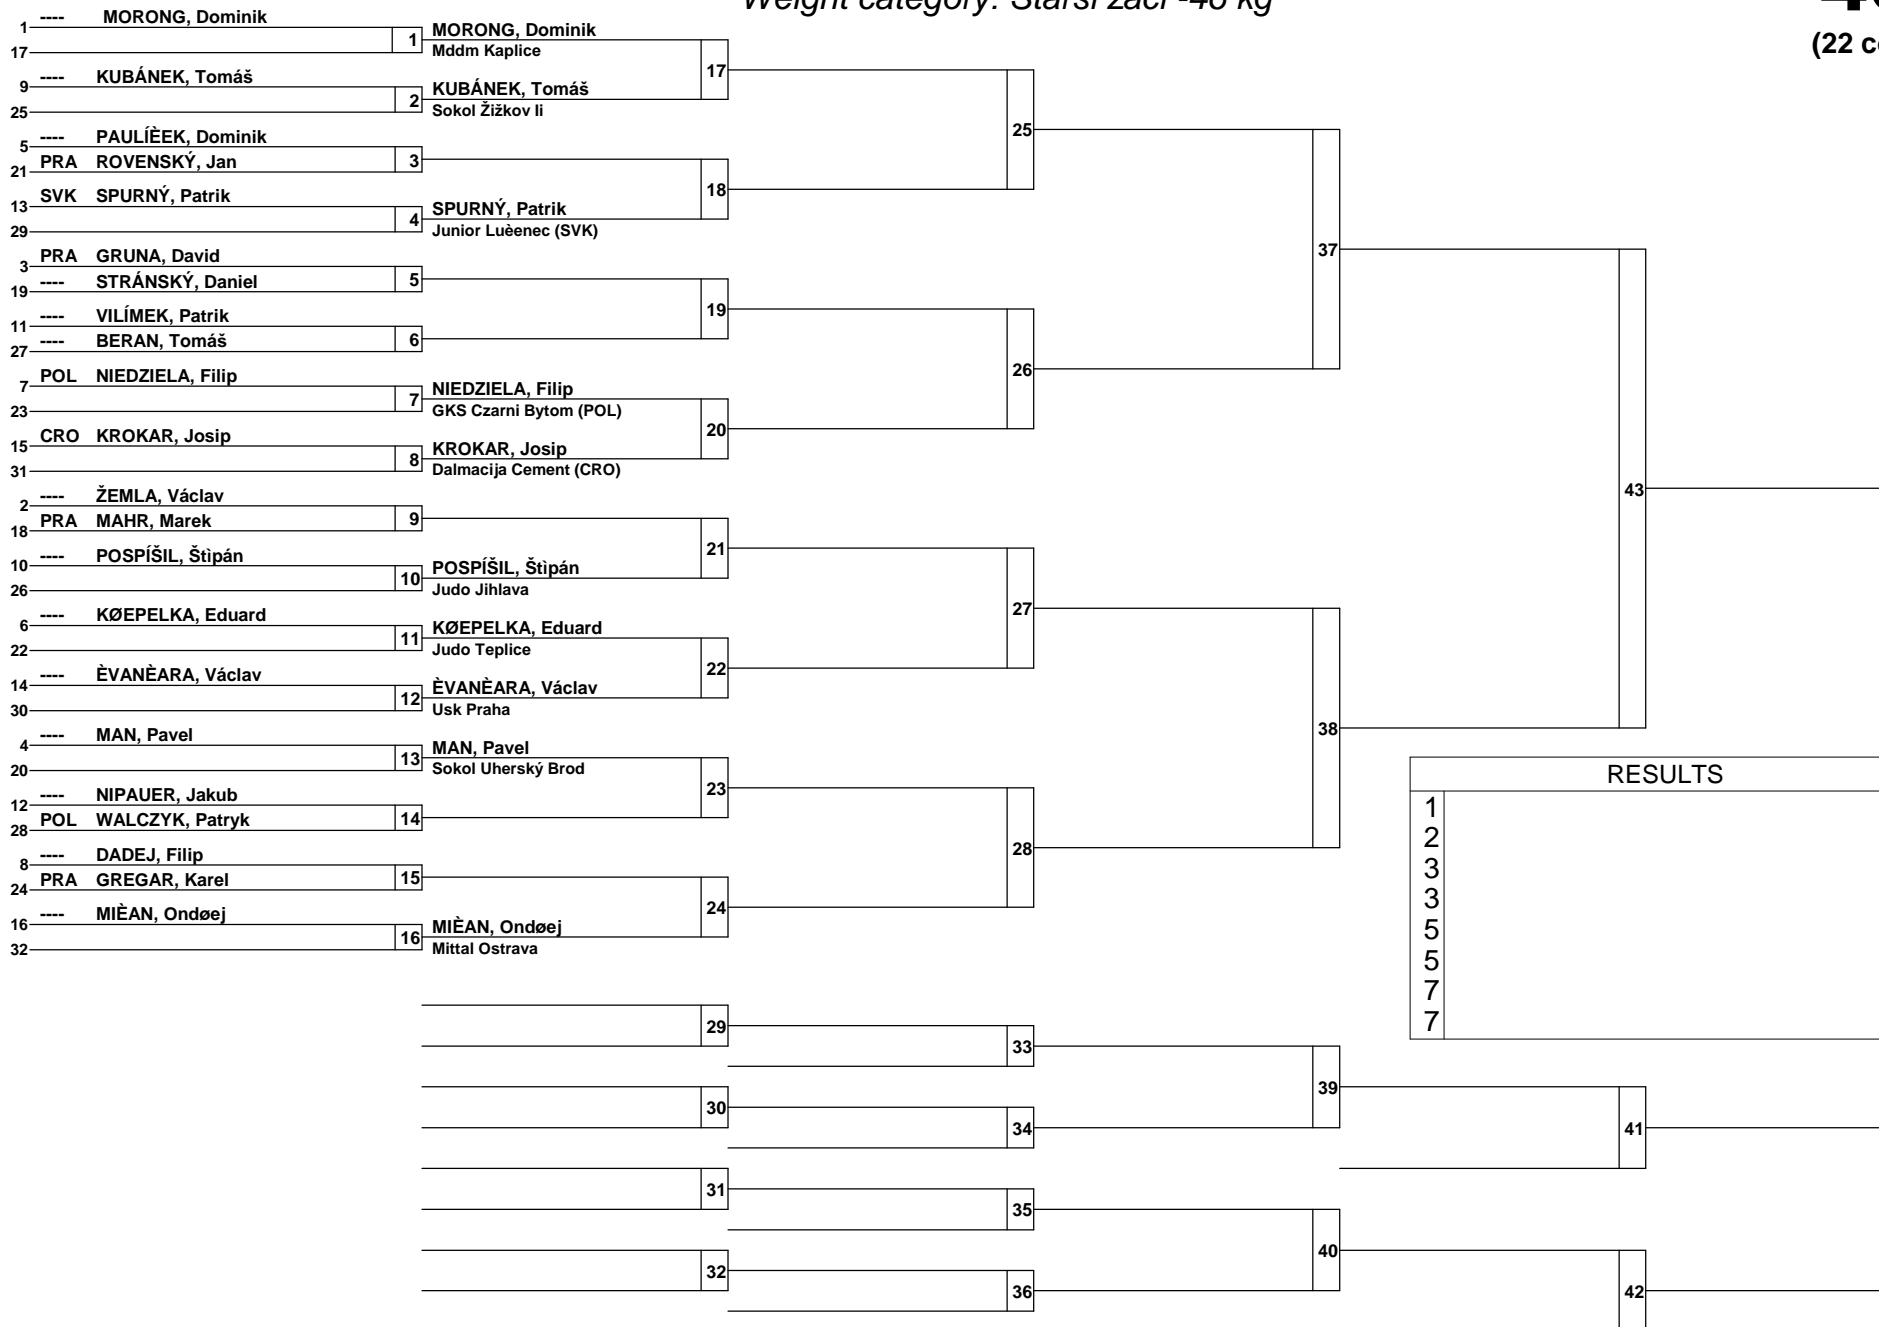 Weight category: Starší žáci -46 kg
(22 c
1 ---- MORONG, Dominik
17
1 MORONG, Dominik
Mddm Kaplice
9 ---- KUBÁNEK, Tomáš
25
2 KUBÁNEK, Tomáš
Sokol Žižkov Ii
17
5 ---- PAULÍÈEK, Dominik
21 PRA ROVENSKÝ, Jan
3
13 SVK SPURNÝ, Patrik
29
4 SPURNÝ, Patrik
Junior Luèenec (SVK)
18
25
3 PRA GRUNA, David
19 ---- STRÁNSKÝ, Daniel
5
11 ---- VILÍMEK, Patrik
27 ---- BERAN, Tomáš
6
19
7 POL NIEDZIELA, Filip
23
7 NIEDZIELA, Filip
GKS Czarni Bytom (POL)
15 CRO KROKAR, Josip
31
8 KROKAR, Josip
Dalmacija Cement (CRO)
20
26
37
2 ---- ŽEMLA, Václav
18 PRA MAHR, Marek
9
10 ---- POSPÍŠIL, Štìpán
26
10 POSPÍŠIL, Štìpán
Judo Jihlava
21
6 ---- KØEPELKA, Eduard
22
11 KØEPELKA, Eduard
Judo Teplice
14 ---- ÈVANÈARA, Václav
30
12 ÈVANÈARA, Václav
Usk Praha
22
27
4 ---- MAN, Pavel
20
13 MAN, Pavel
Sokol Uherský Brod
12 ---- NIPAUER, Jakub
28 POL WALCZYK, Patryk
14
23
8 ---- DADEJ, Filip
24 PRA GREGAR, Karel
15
16 ---- MIÈAN, Ondøej
32
16 MIÈAN, Ondøej
Mittal Ostrava
24
28
38
43
RESULTS
1
2
3
3
5
5
7
7
29
33
30
34
39
41
31
35
32
36
40
42